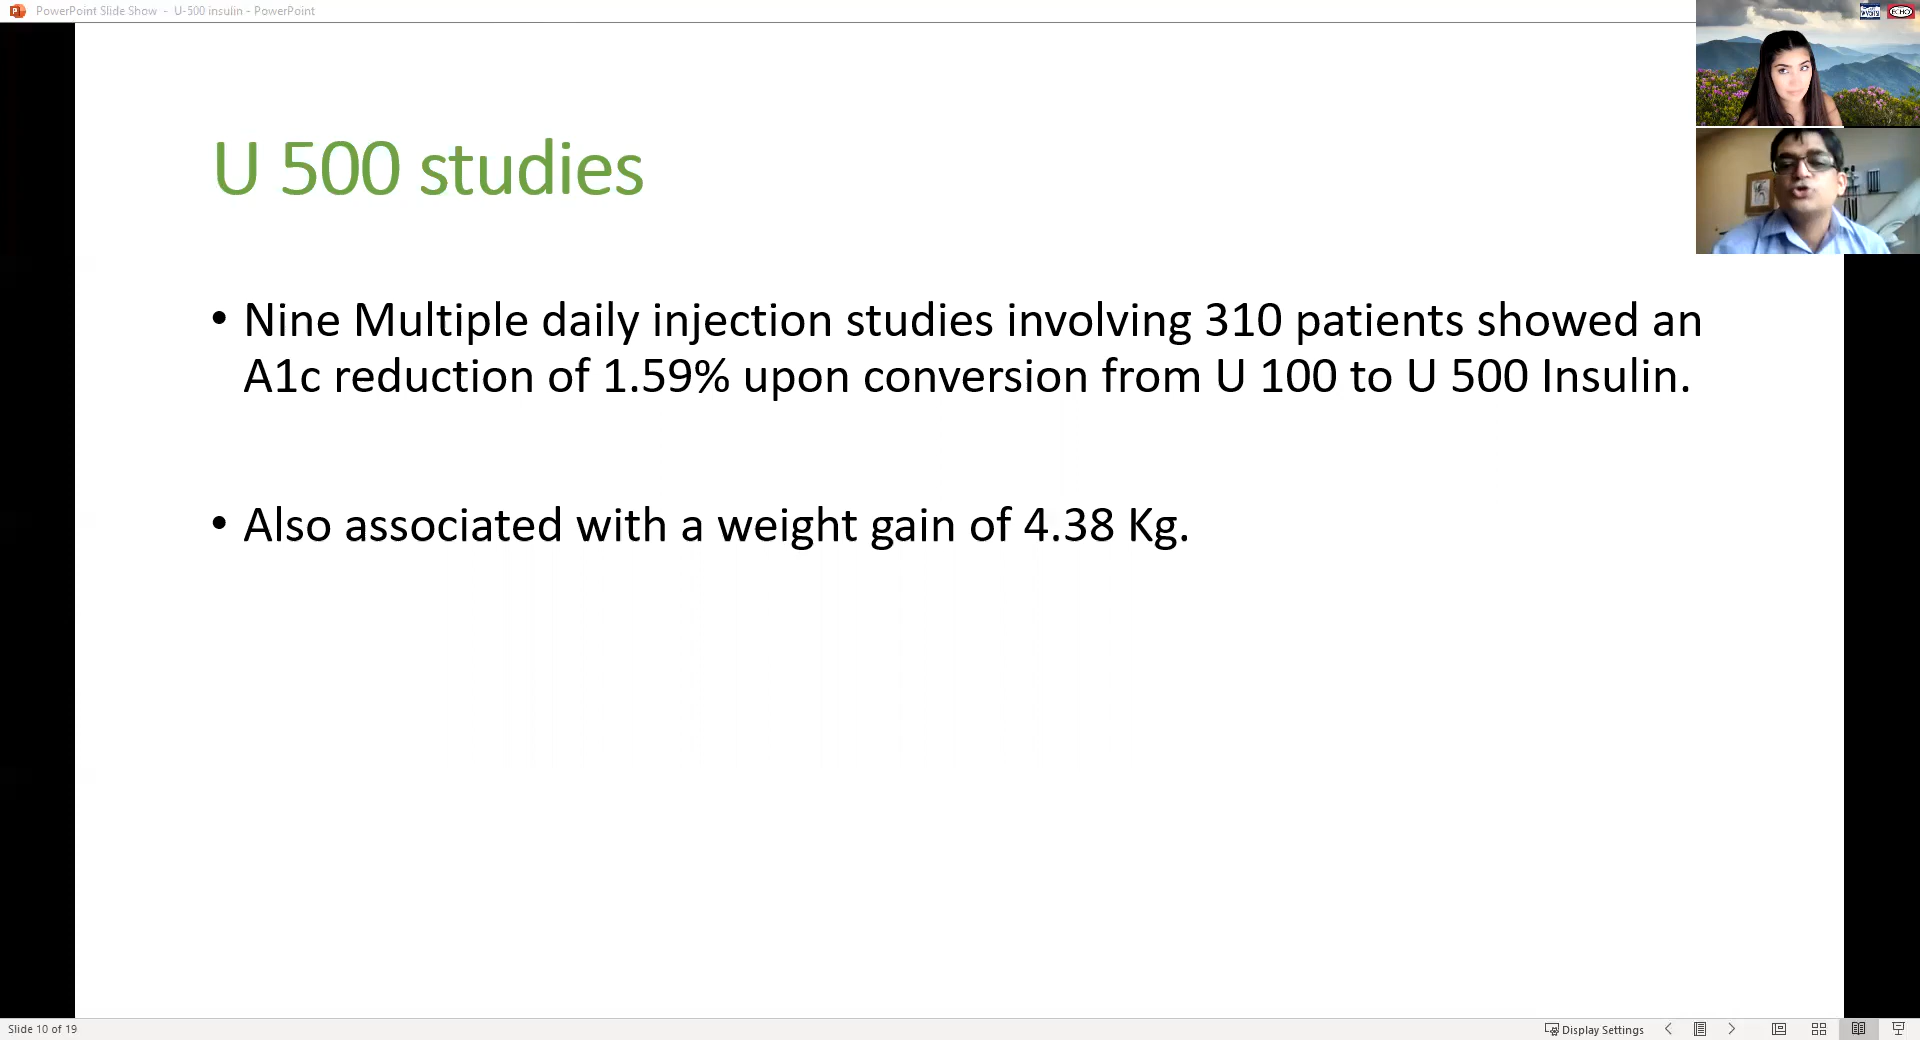 PowerPoint Slide Show - U-500 insulin - PowerPoint
ECHO
U 500 studies
• Nine Multiple daily injection studies involving 310 patients showed an
A1c reduction of 1.59% upon conversion from U 100 to U 500 Insulin.
• Also associated with a weight gain of 4.38 Kg.
Slide 10 of 19
Display Settings